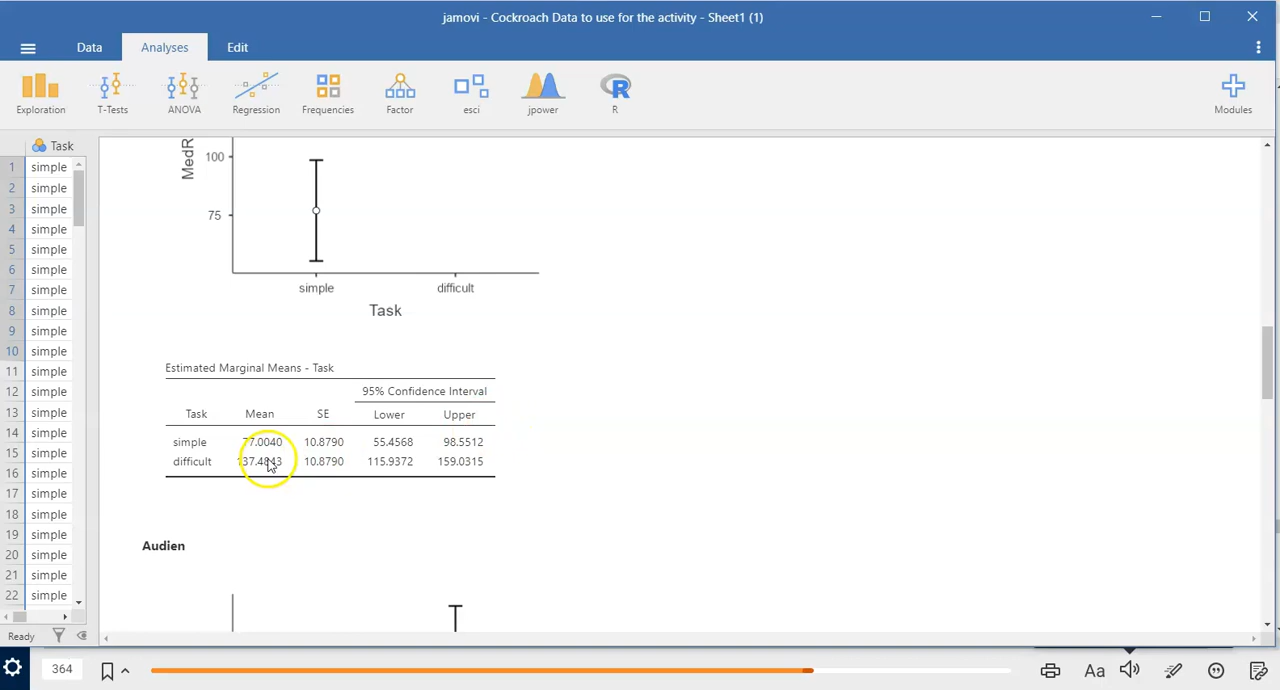 jamovi - Cockroach Data to use for the activity - Sheet1 (1)
Data Analyses Edit
Exploration T-Tests ANOVA Regression Frequencies Factor esci jpower R Modules
Task
1 simple
2 simple
3 simple
4 simple
5 simple
6 simple
7 simple
8 simple
9 simple
10 simple
11 simple
12 simple
13 simple
14 simple
15 simple
16 simple
17 simple
18 simple
19 simple
20 simple
21 simple
22 simple
Ready
MedR
100
75
simple difficult
Task
Estimated Marginal Means - Task
95% Confidence Interval
Task Mean SE Lower Upper
simple 77.0040 10.8790 55.4568 98.5512
difficult 137.4843 10.8790 115.9372 159.0315
Audien
364
Aa